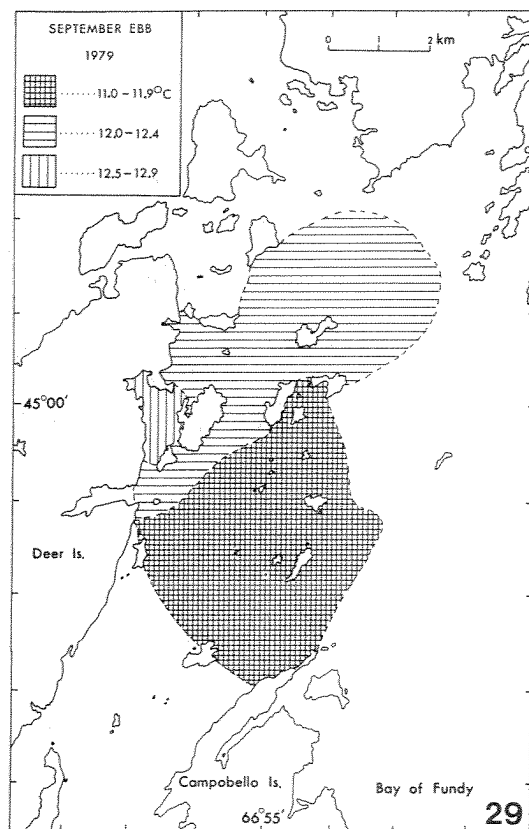 SEPTEMBER EBB
1979
11.0-11.9°C
12.0-12.4
12.5-12.9
0 1 2 km
45°00'
Deer Is.
Campobello Is.
Bay of Fundy
66°55'
29